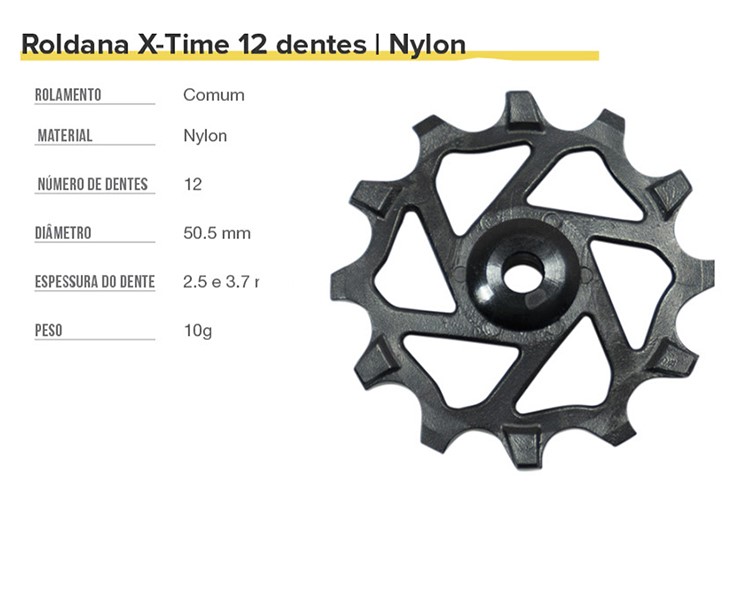 Roldana X-Time 12 dentes | Nylon
ROLAMENTO Comum
MATERIAL Nylon
NÚMERO DE DENTES 12
DIÂMETRO 50.5 mm
ESPESSURA DO DENTE 2.5 e 3.7
PESO 10g